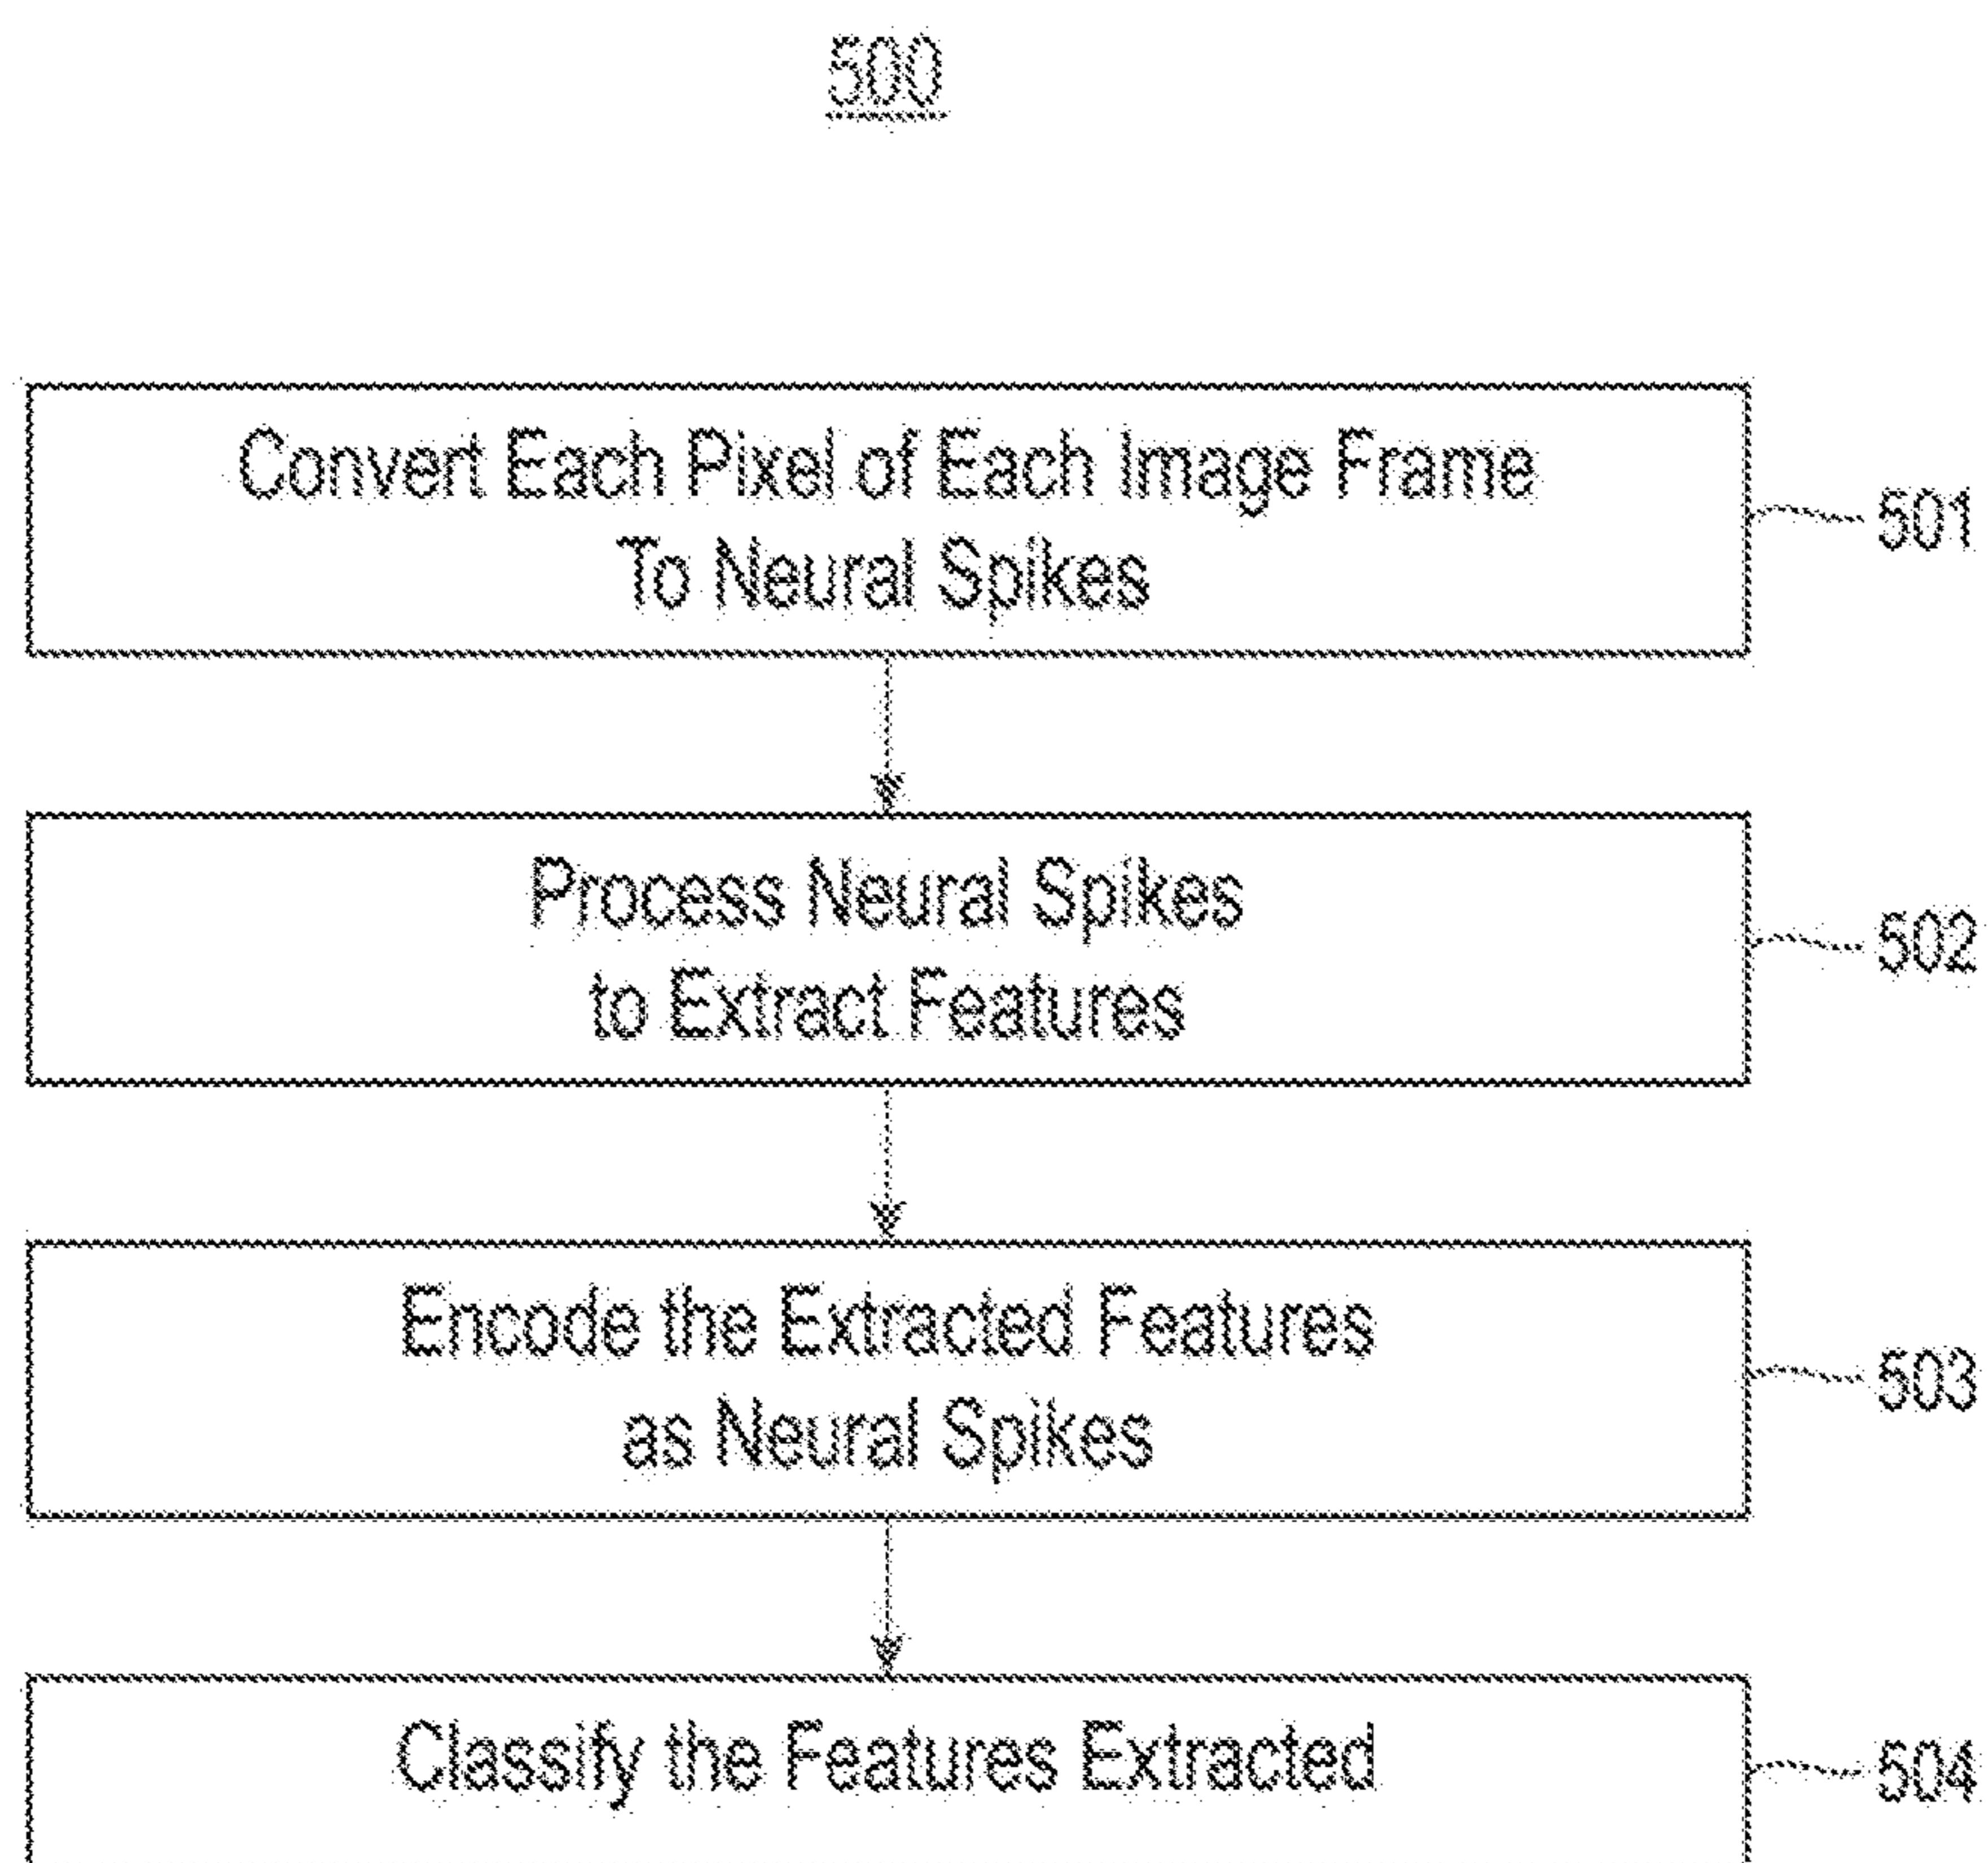 500
Convert Each Pixel of Each Image Frame
To Neural Spikes
501
Process Neural Spikes
to Extract Features
502
Encode the Extracted Features
as Neural Spikes
503
Classify the Features Extracted
504